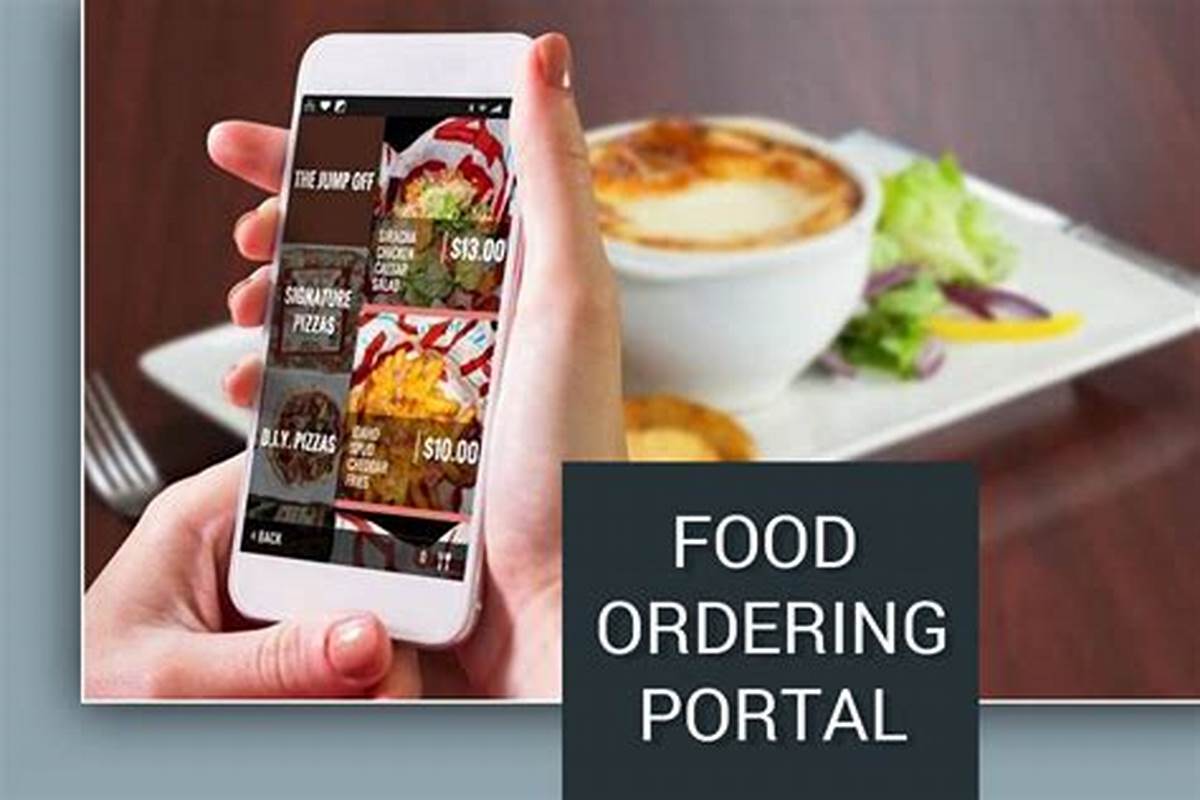 THE JUMP OFF
SIRACHA
CHICKEN
CAESAR
SALAD
$13.00
SIGNATURE
PIZZAS
D.I.Y. PIZZAS
IDAHO
SPUD
CHEDDAR
FRIES
$10.00
< BACK
FOOD
ORDERING
PORTAL